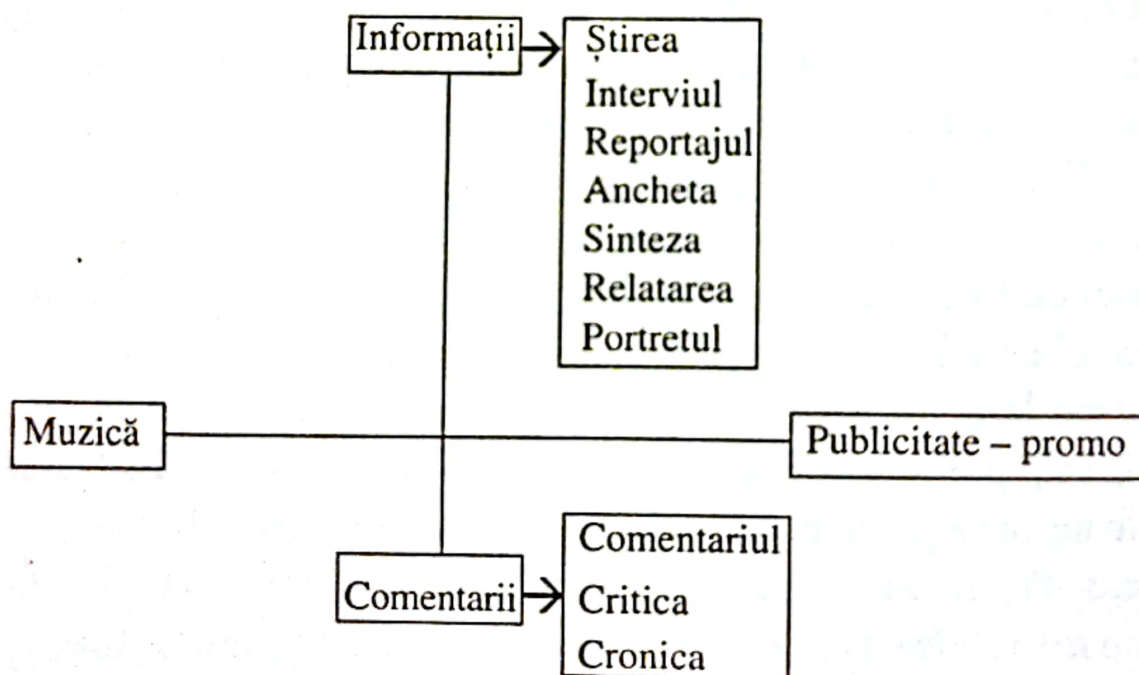 Informații
Știrea
Interviul
Reportajul
Ancheta
Sinteza
Relatarea
Portretul
Muzică
Publicitate – promo
Comentarii
Comentariul
Critica
Cronica